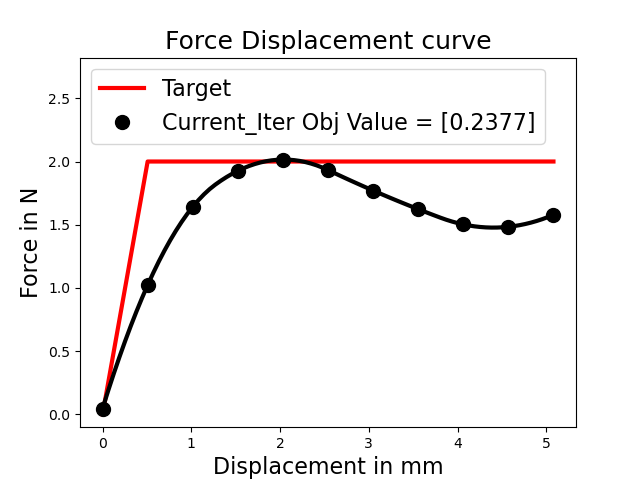 Force Displacement curve
Target
Current_Iter Obj Value = [0.2377]
Force in N
2.5
2.0
1.5
1.0
0.5
0.0
0 1 2 3 4 5
Displacement in mm